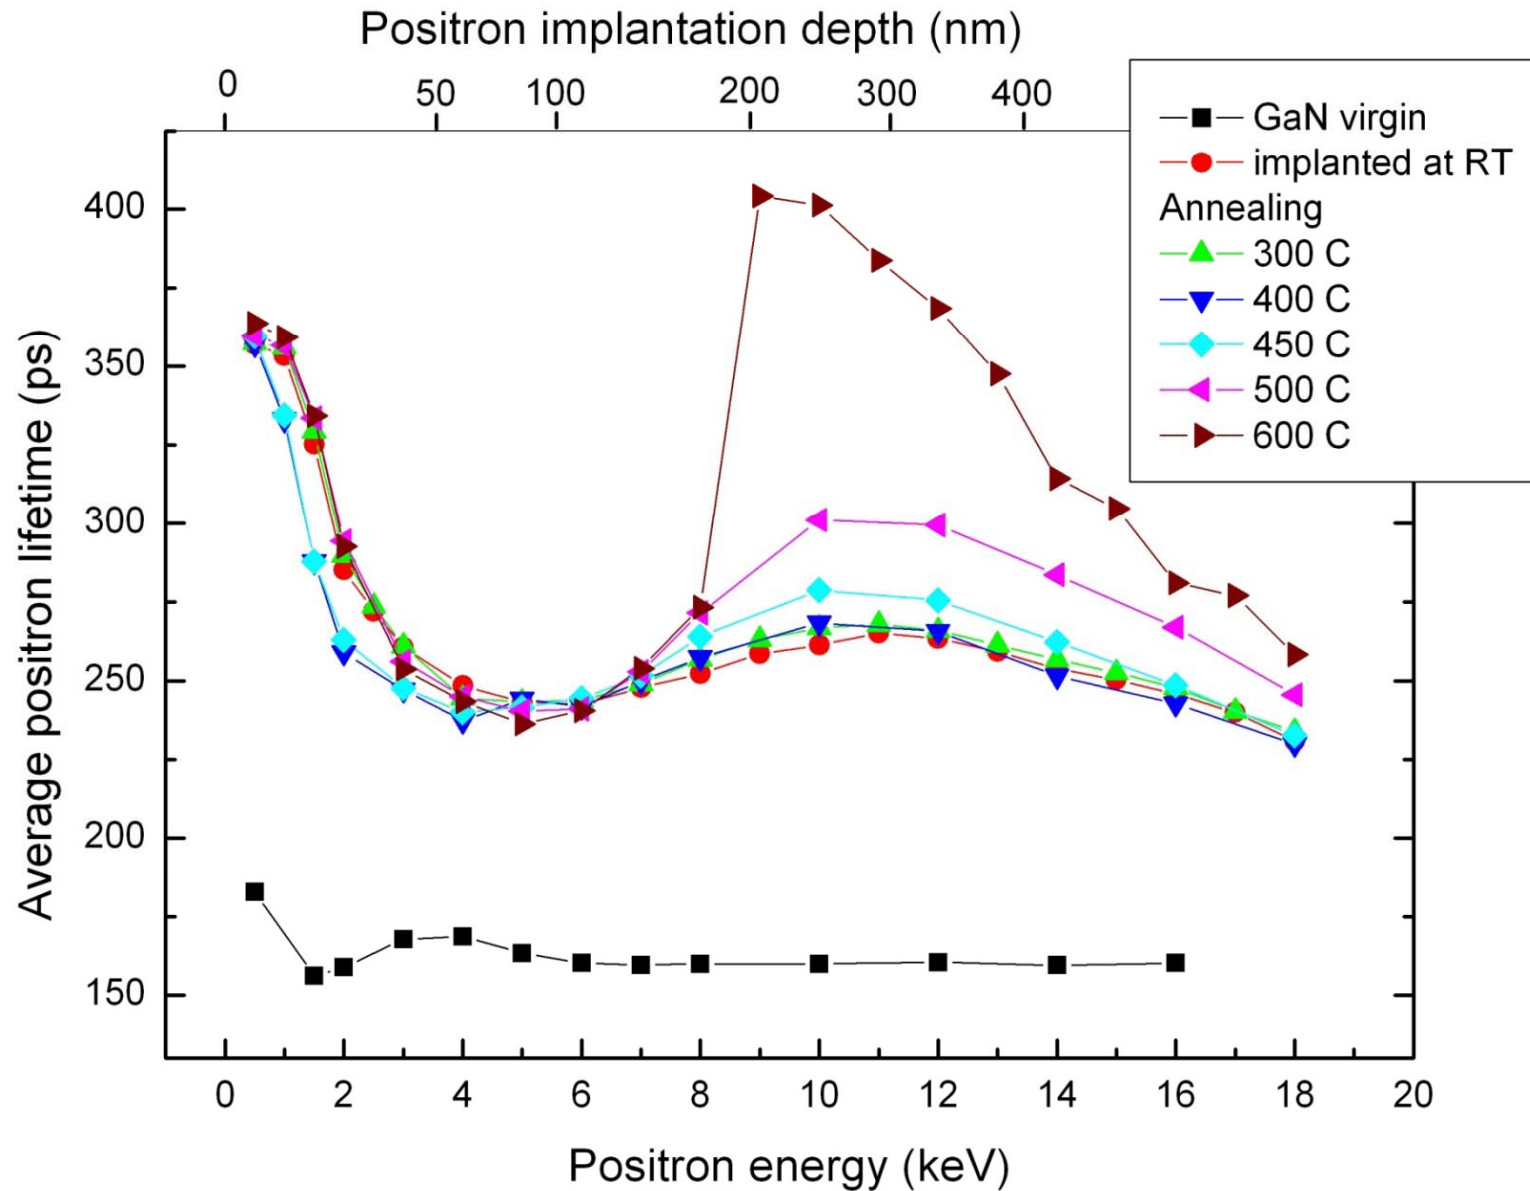 Positron implantation depth (nm)
0 50 100 200 300 400
GaN virgin
implanted at RT
Annealing
300 C
400 C
450 C
500 C
600 C
Average positron lifetime (ps)
400
350
300
250
200
150
0 2 4 6 8 10 12 14 16 18 20
Positron energy (keV)